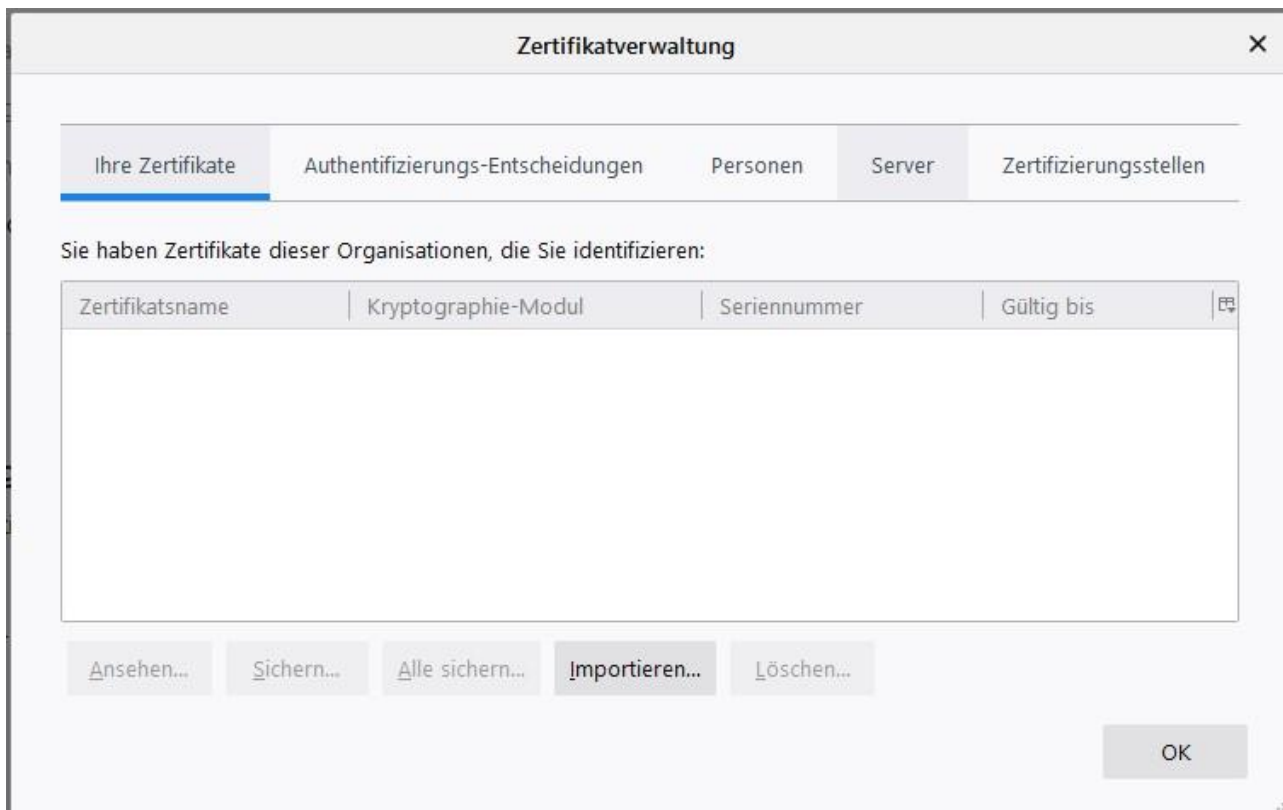 Zertifikatverwaltung
Ihre Zertifikate Authentifizierungs-Entscheidungen Personen Server Zertifizierungsstellen
Sie haben Zertifikate dieser Organisationen, die Sie identifizieren:
Zertifikatsname Kryptographie-Modul Seriennummer Gültig bis
Ansehen... Sichern... Alle sichern... Importieren... Löschen...
OK